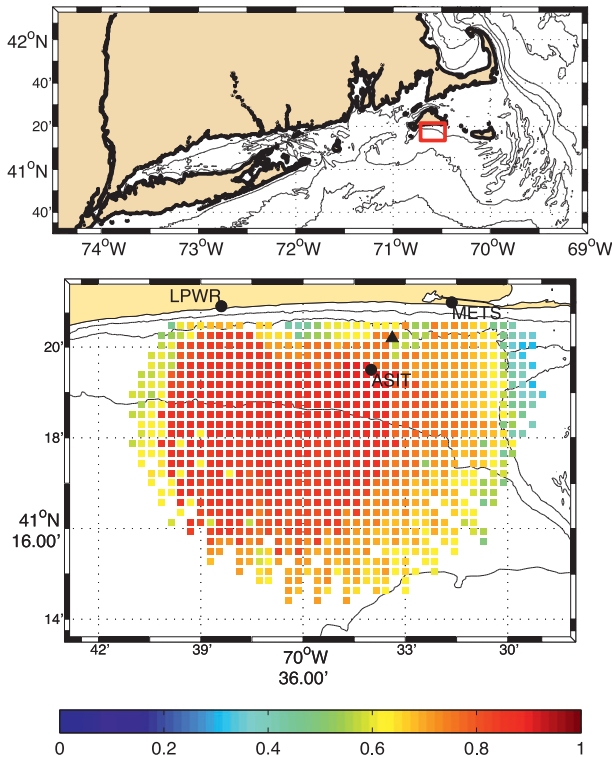 42°N
40'
20'
41°N
40'
74°W 73°W 72°W 71°W 70°W 69°W
LPWR METS
20'
ASIT
18'
41°N
16.00'
14'
42' 39' 70°W 33' 30'
36.00'
0 0.2 0.4 0.6 0.8 1